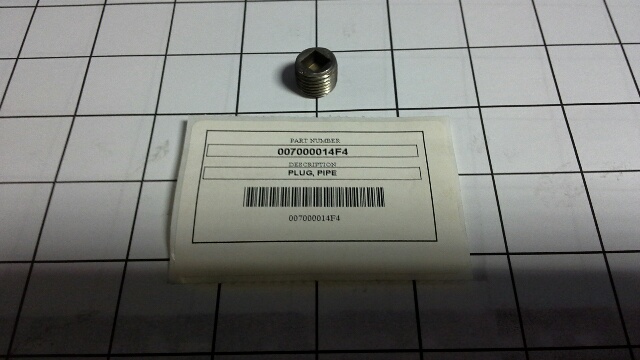 PART NUMBER
007000014F4
DESCRIPTION
PLUG, PIPE
007000014F4